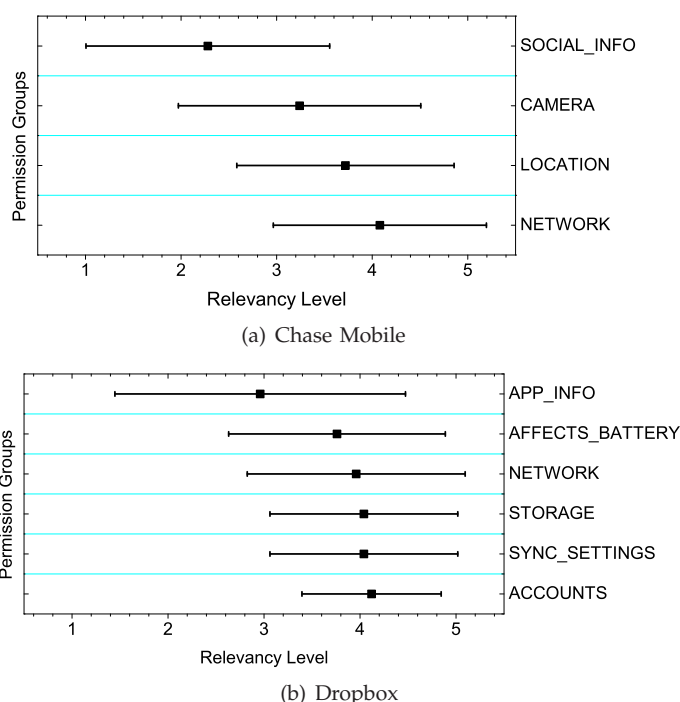 Permission Groups
SOCIAL_INFO
CAMERA
LOCATION
NETWORK
1 2 3 4 5
Relevancy Level
(a) Chase Mobile
Permission Groups
APP_INFO
AFFECTS_BATTERY
NETWORK
STORAGE
SYNC_SETTINGS
ACCOUNTS
1 2 3 4 5
Relevancy Level
(b) Dropbox